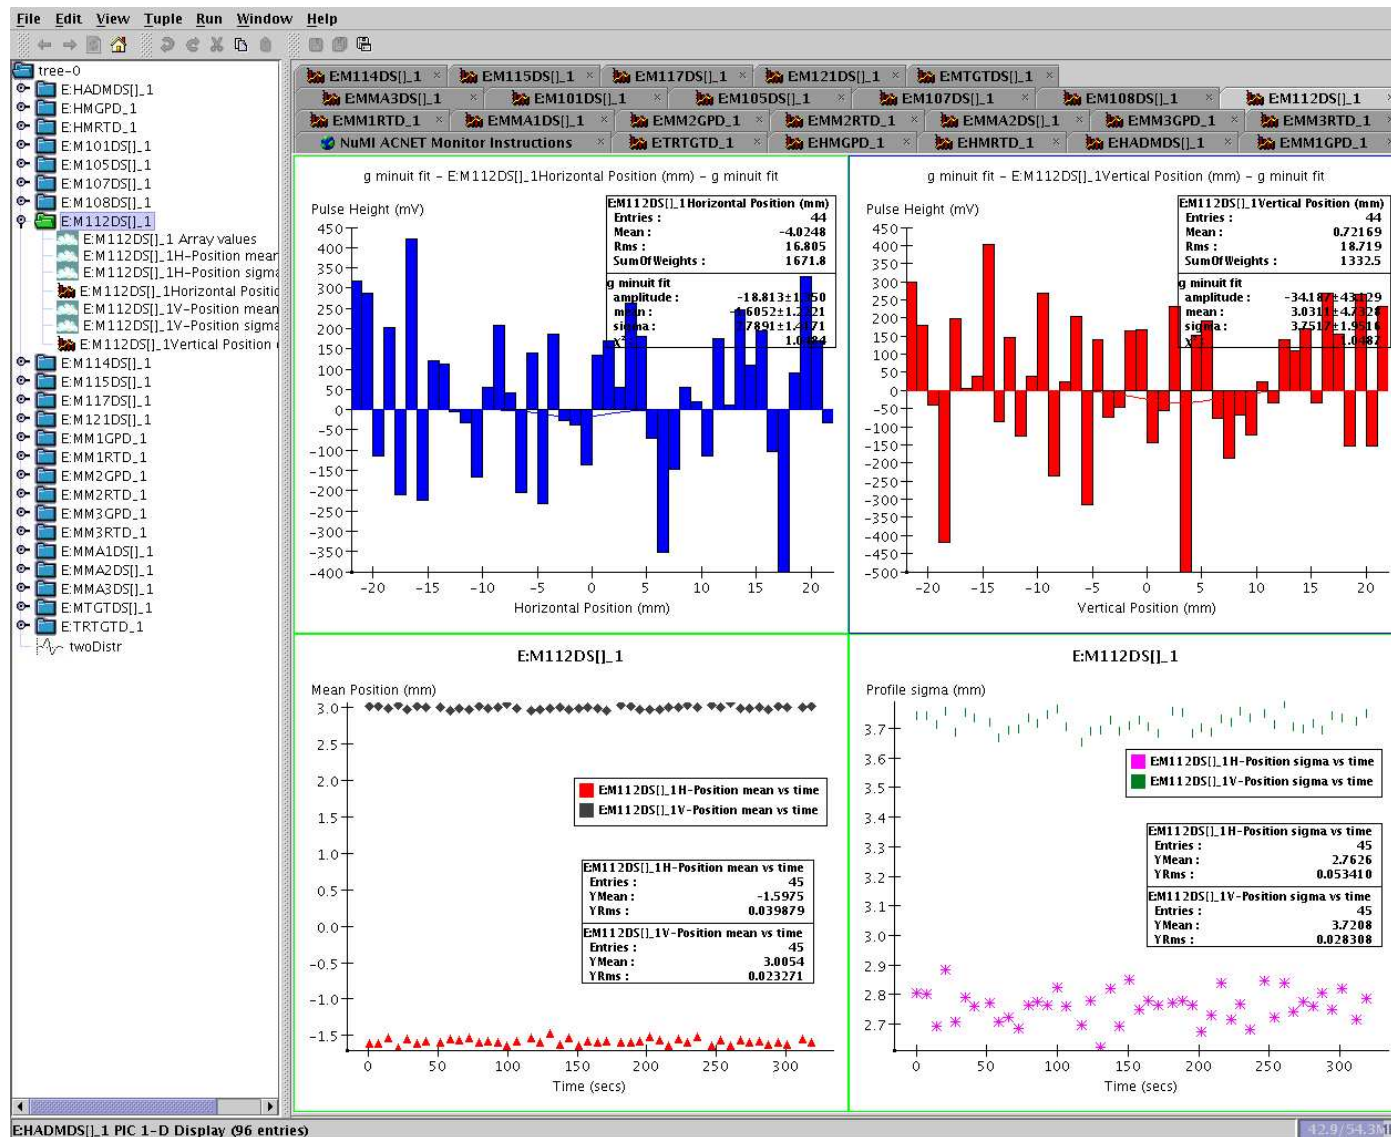 File Edit View Tuple Run Window Help
tree-0
E:HADMDS[]_1
E:HMGPD_1
E:HMRTD_1
E:M101DS[]_1
E:M105DS[]_1
E:M107DS[]_1
E:M108DS[]_1
E:M112DS[]_1
E:M112DS[]_1 Array values
E:M112DS[]_1H-Position mean
E:M112DS[]_1H-Position sigma
E:M112DS[]_1Horizontal Positio
E:M112DS[]_1V-Position mean
E:M112DS[]_1V-Position sigma
E:M112DS[]_1Vertical Position
E:M114DS[]_1
E:M115DS[]_1
E:M117DS[]_1
E:M121DS[]_1
E:MM1GPD_1
E:MM1RTD_1
E:MM2GPD_1
E:MM2RTD_1
E:MM3GPD_1
E:MM3RTD_1
E:MMA1DS[]_1
E:MMA2DS[]_1
E:MMA3DS[]_1
E:MTGTDS[]_1
E:TRTGTD_1
twoDistr
E:M114DS[]_1 × E:M115DS[]_1 × E:M117DS[]_1 × E:M121DS[]_1 × E:MTGTDS[]_1 ×
E:MMA3DS[]_1 × E:M101DS[]_1 × E:M105DS[]_1 × E:M107DS[]_1 × E:M108DS[]_1 × E:M112DS[]_1
E:MM1RTD_1 × E:MMA1DS[]_1 × E:MM2GPD_1 × E:MM2RTD_1 × E:MMA2DS[]_1 × E:MM3GPD_1 × E:MM3RTD_1
NuMI ACNET Monitor Instructions × E:TRTGTD_1 × E:HMGPD_1 × E:HMRTD_1 × E:HADMDS[]_1 × E:MM1GPD_1
g minuit fit - E:M112DS[]_1Horizontal Position (mm) - g minuit fit
Pulse Height (mV)
E:M112DS[]_1Horizontal Position (mm)
Entries : 44
Mean : -4.0248
Rms : 16.805
SumOfWeights : 1671.8
g minuit fit
amplitude :
mean :
sigma :
χ²
450
400
350
300
250
200
150
100
50
0
-50
-100
-150
-200
-250
-300
-350
-400
-20 -15 -10 -5 0 5 10 15 20
Horizontal Position (mm)
g minuit fit - E:M112DS[]_1Vertical Position (mm) - g minuit fit
Pulse Height (mV)
E:M112DS[]_1Vertical Position (mm)
Entries : 44
Mean : 0.72169
Rms : 18.719
SumOfWeights : 1332.5
g minuit fit
amplitude :
mean :
sigma :
χ²
450
400
350
300
250
200
150
100
50
0
-50
-100
-150
-200
-250
-300
-350
-400
-450
-500
-20 -15 -10 -5 0 5 10 15 20
Vertical Position (mm)
E:M112DS[]_1
Mean Position (mm)
3.0
2.5
2.0
1.5
1.0
0.5
0.0
-0.5
-1.0
-1.5
E:M112DS[]_1H-Position mean vs time
E:M112DS[]_1V-Position mean vs time
E:M112DS[]_1H-Position mean vs time
Entries : 45
YMean : -1.5975
YRms : 0.039879
E:M112DS[]_1V-Position mean vs time
Entries : 45
YMean : 3.0054
YRms : 0.023271
0 50 100 150 200 250 300
Time (secs)
E:M112DS[]_1
Profile sigma (mm)
3.7
3.6
3.5
3.4
3.3
3.2
3.1
3.0
2.9
2.8
2.7
E:M112DS[]_1H-Position sigma vs time
E:M112DS[]_1V-Position sigma vs time
E:M112DS[]_1H-Position sigma vs time
Entries : 45
YMean : 2.7626
YRms : 0.053410
E:M112DS[]_1V-Position sigma vs time
Entries : 45
YMean : 3.7208
YRms : 0.028308
0 50 100 150 200 250 300
Time (secs)
E:HADMDS[]_1 PIC 1-D Display (96 entries)
42.9/54.3M